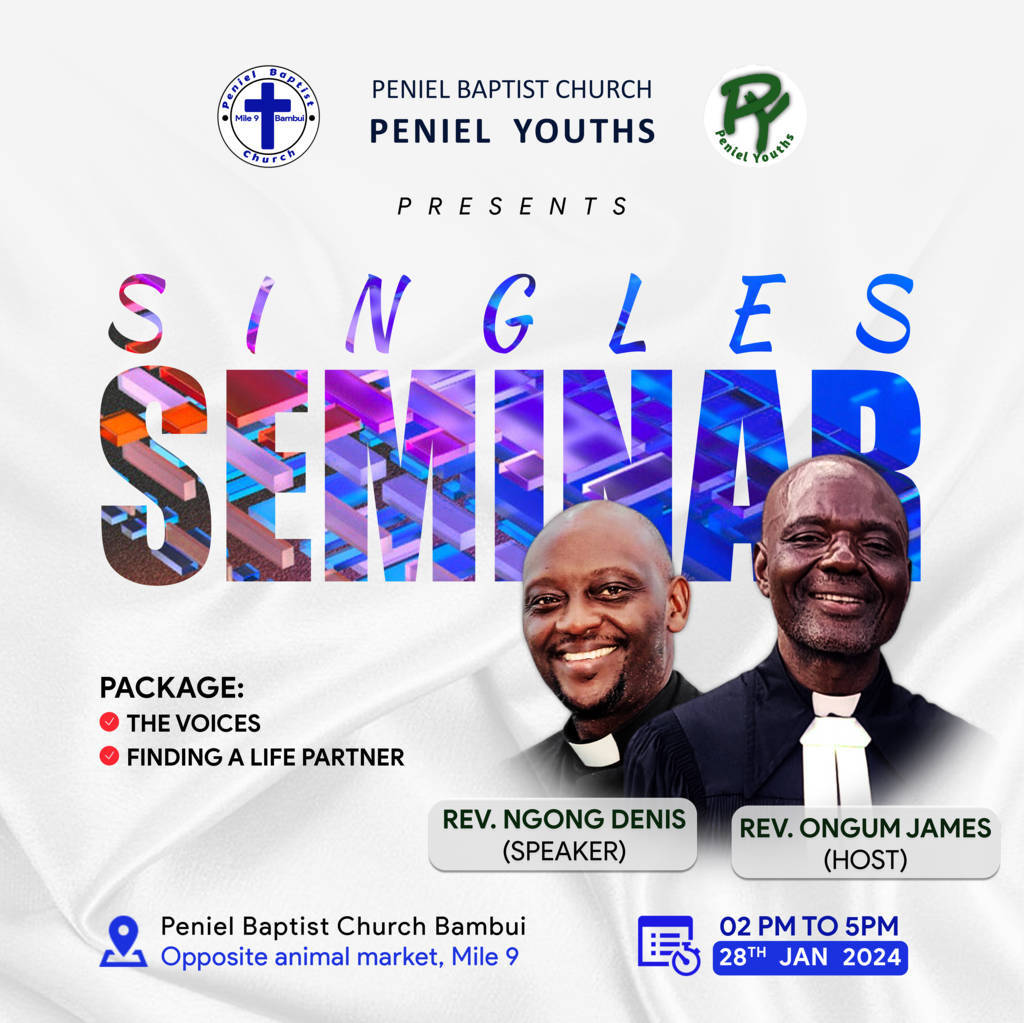 Peniel Baptist
Mile 9 Bambui
Church
PENIEL BAPTIST CHURCH
PENIEL YOUTHS
PY
Peniel Youths
PRESENTS
SINGLES
SEMINAR
PACKAGE:
THE VOICES
FINDING A LIFE PARTNER
REV. NGONG DENIS
(SPEAKER)
REV. ONGUM JAMES
(HOST)
Peniel Baptist Church Bambui
Opposite animal market, Mile 9
02 PM TO 5PM
28TH JAN 2024